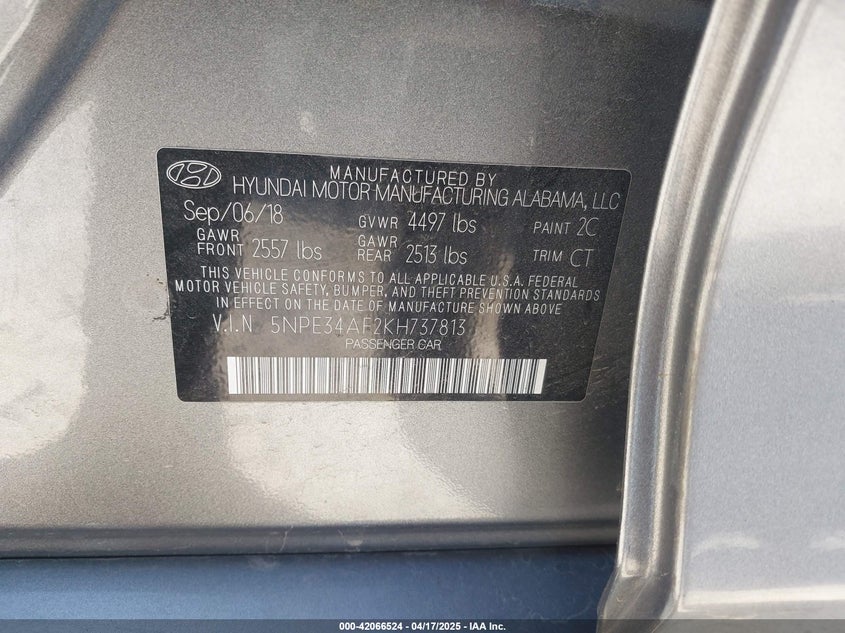 MANUFACTURED BY
HYUNDAI MOTOR MANUFACTURING ALABAMA, LLC
Sep/06/18 GVWR 4497 lbs PAINT 2C
GAWR FRONT 2557 lbs GAWR REAR 2513 lbs TRIM CT
THIS VEHICLE CONFORMS TO ALL APPLICABLE U.S.A. FEDERAL
MOTOR VEHICLE SAFETY, BUMPER, AND THEFT PREVENTION STANDARDS
IN EFFECT ON THE DATE OF MANUFACTURE SHOWN ABOVE
V.I.N 5NPE34AF2KH737813
PASSENGER CAR
000-42066524 - 04/17/2025 - IAA Inc.